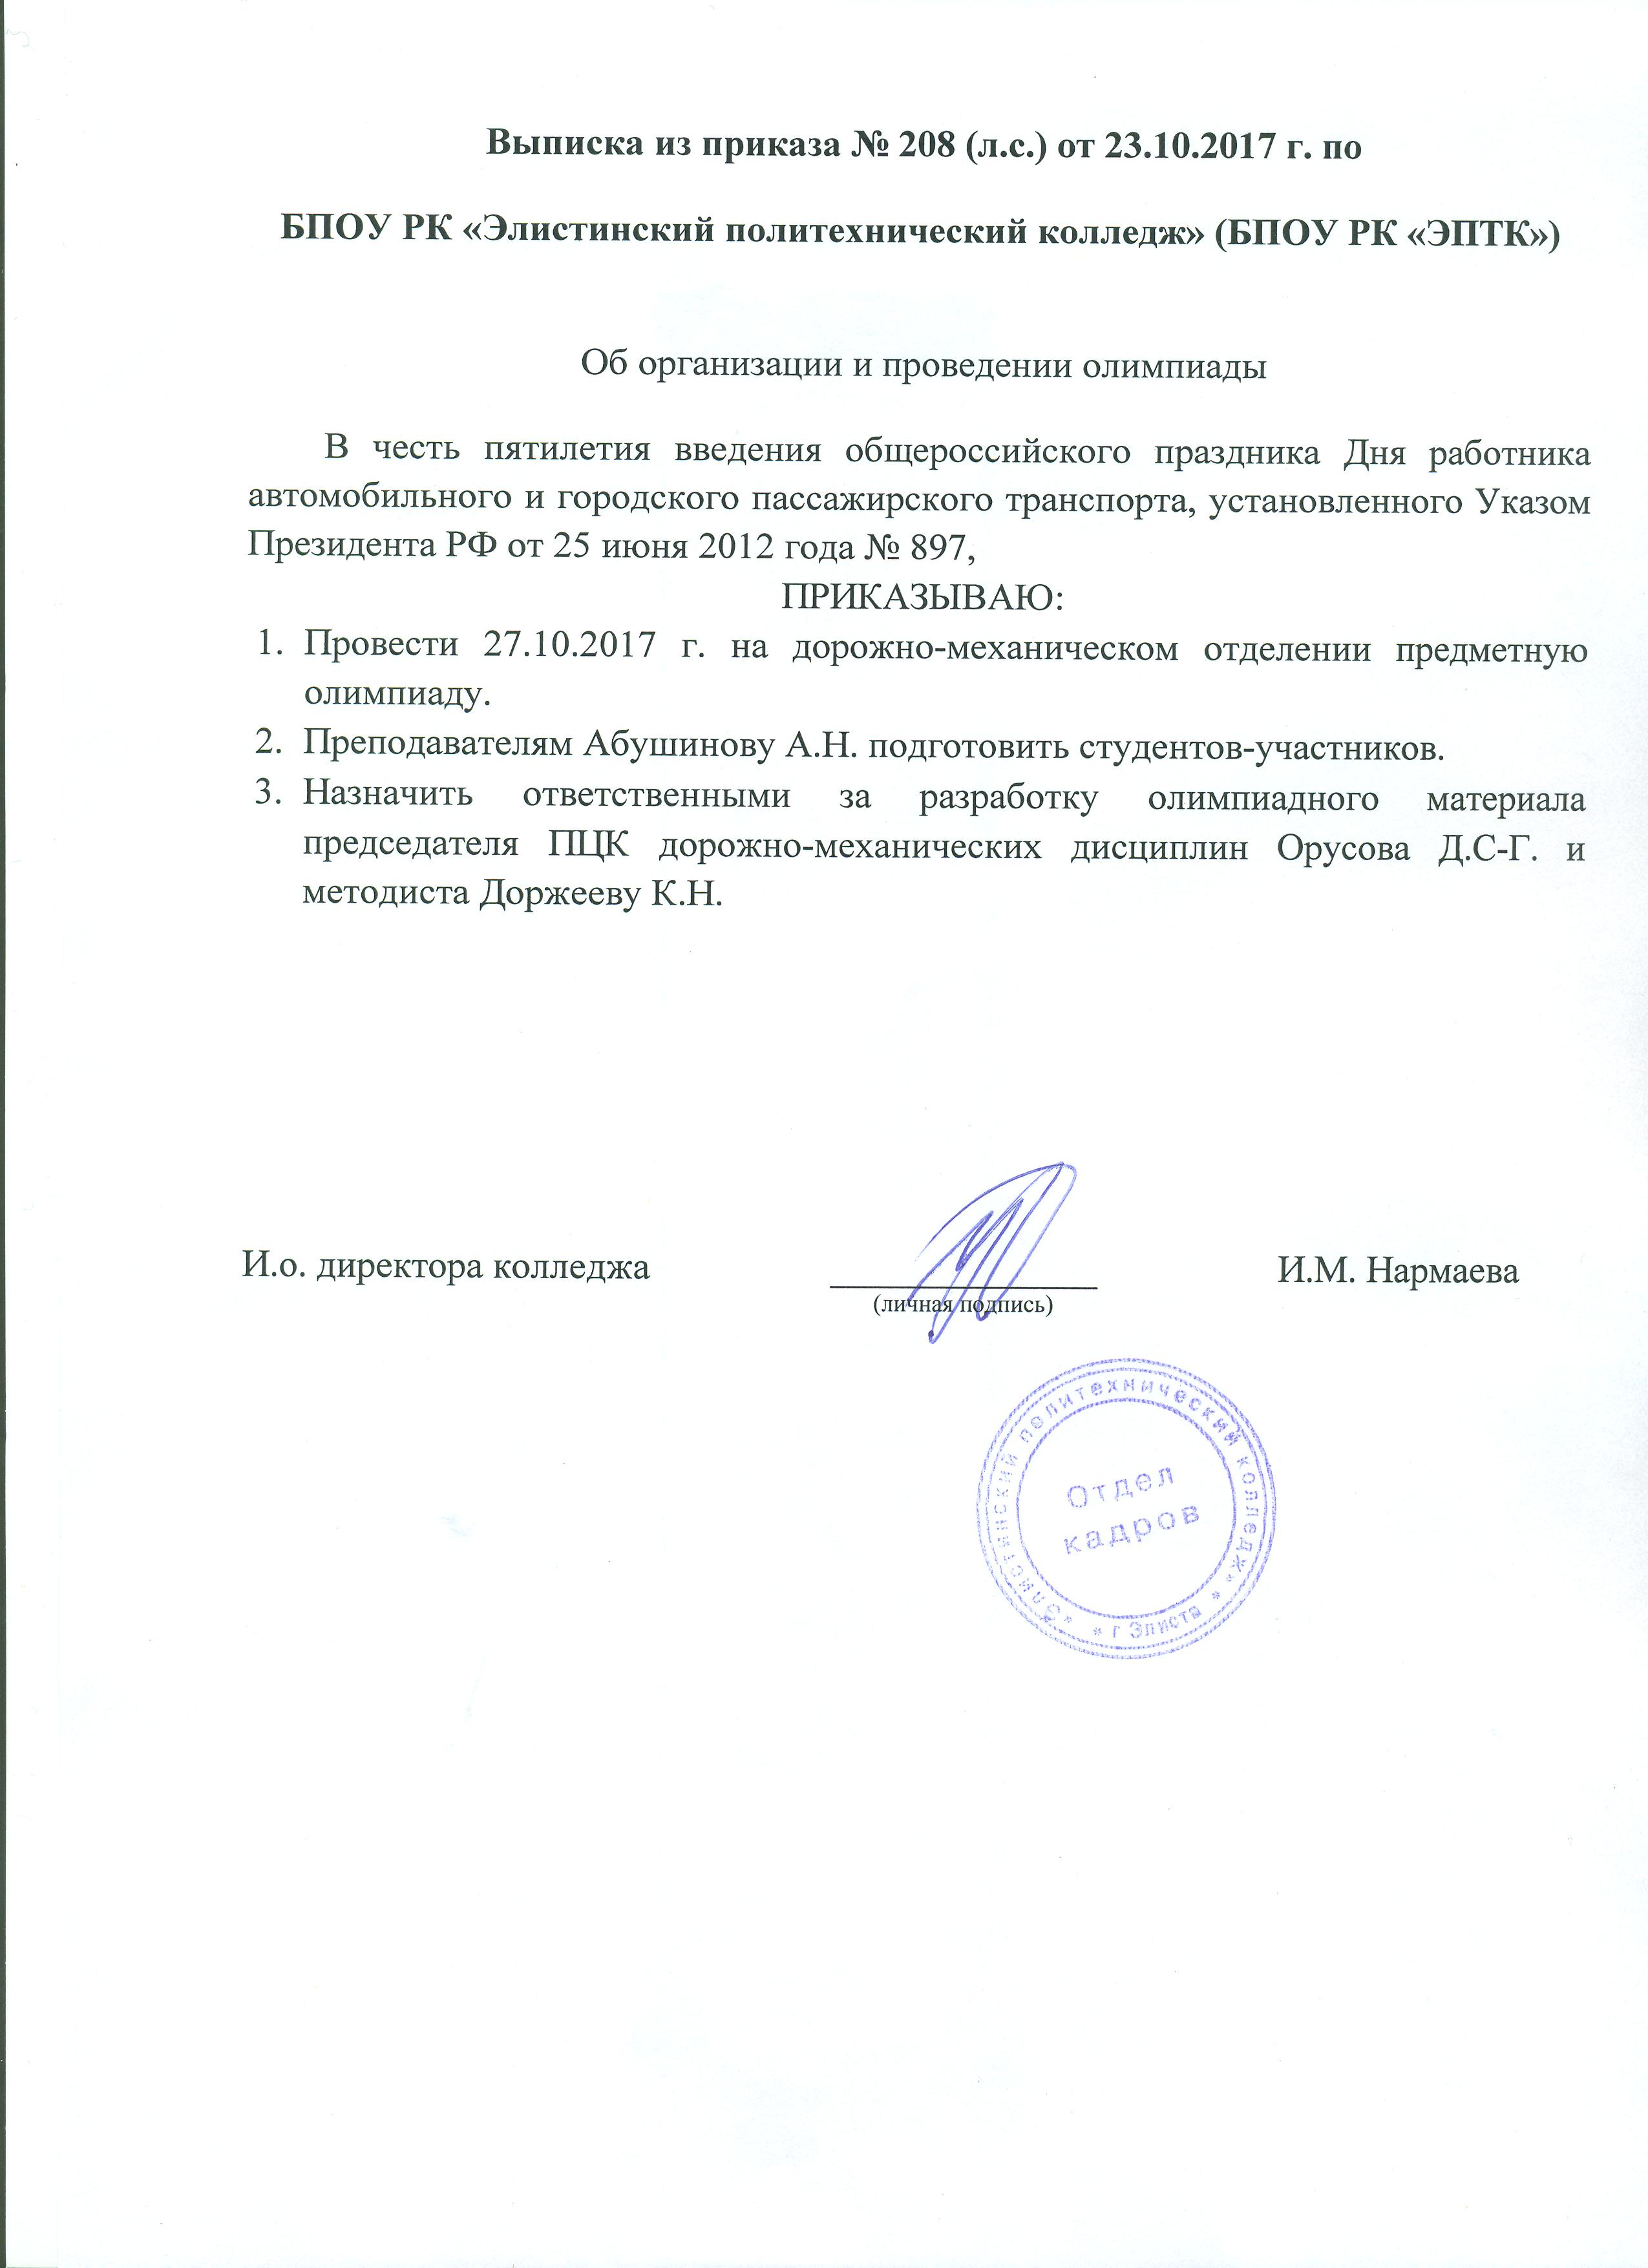 Выписка из приказа № 208 (л.с.) от 23.10.2017 г. по
БПОУ РК «Элистинский политехнический колледж» (БПОУ РК «ЭПТК»)
Об организации и проведении олимпиады
В честь пятилетия введения общероссийского праздника Дня работника
автомобильного и городского пассажирского транспорта, установленного Указом
Президента РФ от 25 июня 2012 года № 897,
ПРИКАЗЫВАЮ:
1. Провести 27.10.2017 г. на дорожно-механическом отделении предметную
олимпиаду.
2. Преподавателям Абушинову А.Н. подготовить студентов-участников.
3. Назначить ответственными за разработку олимпиадного материала
председателя ПЦК дорожно-механических дисциплин Орусова Д.С-Г. и
методиста Доржееву К.Н.
И.о. директора колледжа И.М. Нармаева
(личная подпись)
«Элистинский политехнический колледж»
* г Элиста *
Отдел
кадров